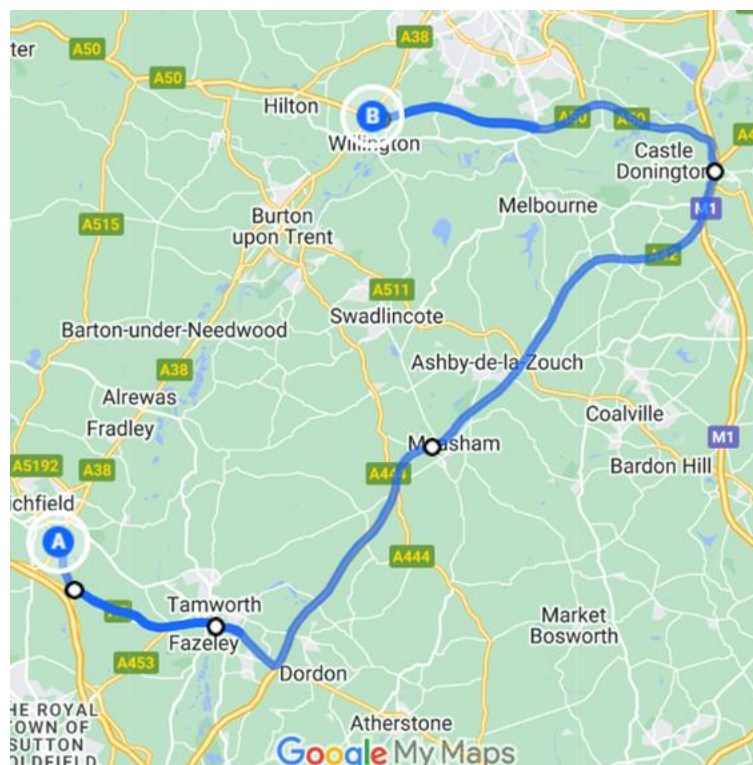 ter
A50
A38
A50
Hilton
B
A50
A50
Willington
Castle
Donington
M1
Melbourne
A515
Burton
upon Trent
A42
A511
Swadlincote
Barton-under-Needwood
Ashby-de-la-Zouch
A38
Alrewas
Coalville
Fradley
M1
Measham
A5192
A38
A444
Bardon Hill
ichfield
A
A444
Tamworth
Market
Bosworth
Fazeley
A453
Dordon
HE ROYAL
TOWN OF
SUTTON
OLDFIELD
Atherstone
Google My Maps